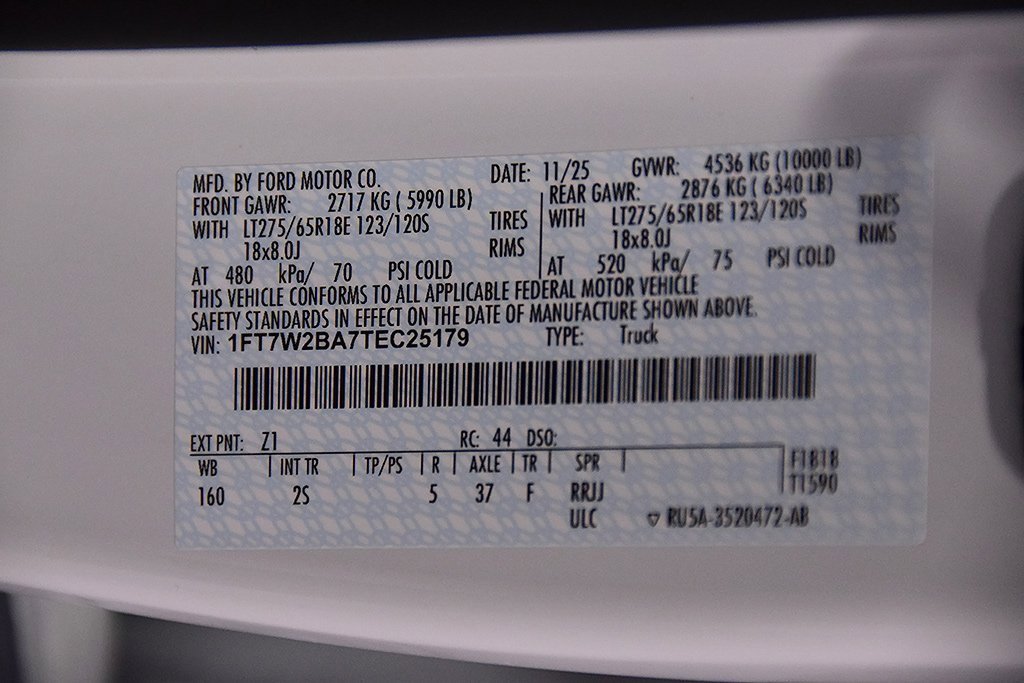 MFD. BY FORD MOTOR CO. DATE: 11/25 GVWR: 4536 KG (10000 LB)
FRONT GAWR: 2717 KG ( 5990 LB) REAR GAWR: 2876 KG ( 6340 LB)
WITH LT275/65R18E 123/120S TIRES WITH LT275/65R18E 123/120S TIRES
18x8.0J RIMS 18x8.0J RIMS
AT 480 kPa/ 70 PSI COLD AT 520 kPa/ 75 PSI COLD
THIS VEHICLE CONFORMS TO ALL APPLICABLE FEDERAL MOTOR VEHICLE
SAFETY STANDARDS IN EFFECT ON THE DATE OF MANUFACTURE SHOWN ABOVE.
VIN: 1FT7W2BA7TEC25179 TYPE: Truck
EXT PNT: Z1 RC: 44 DSO:
WB INT TR TP/PS R AXLE TR SPR F1818
160 2S 5 37 F RRJJ T1590
ULC ▽ RU5A-3520472-AB